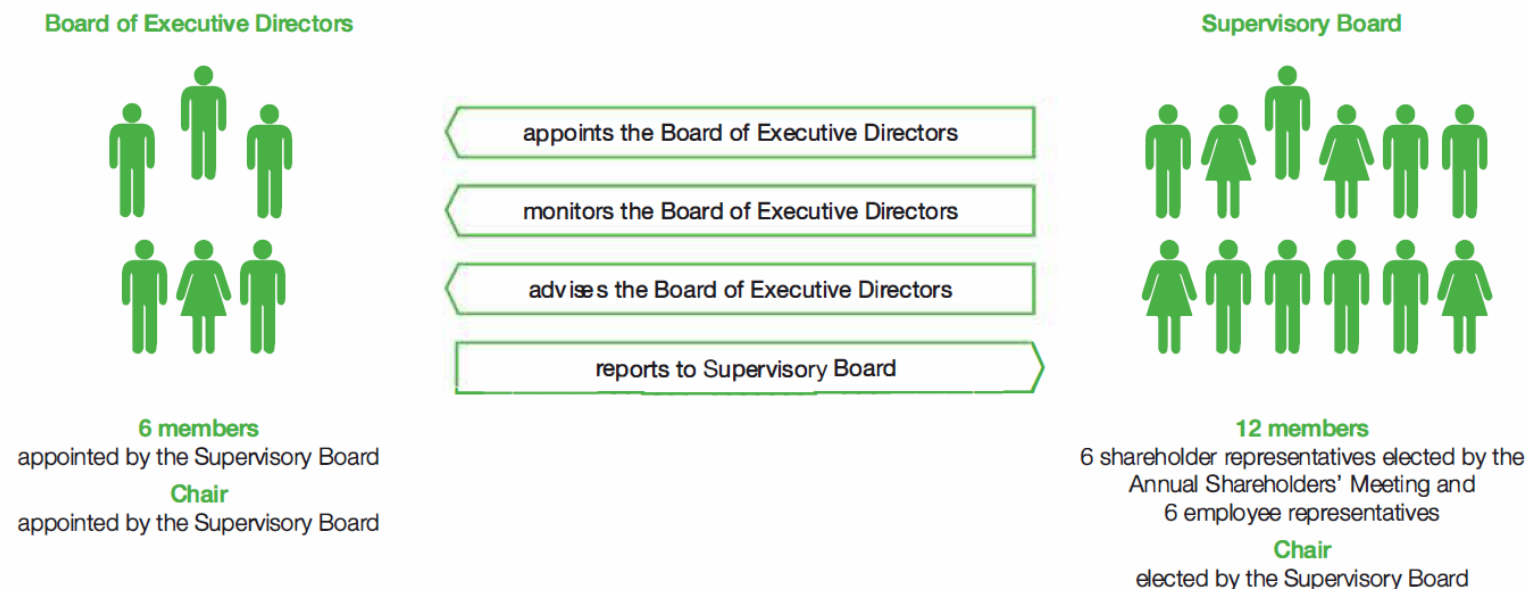 Board of Executive Directors
6 members
appointed by the Supervisory Board
Chair
appointed by the Supervisory Board
appoints the Board of Executive Directors
monitors the Board of Executive Directors
advises the Board of Executive Directors
reports to Supervisory Board
Supervisory Board
12 members
6 shareholder representatives elected by the
Annual Shareholders’ Meeting and
6 employee representatives
Chair
elected by the Supervisory Board